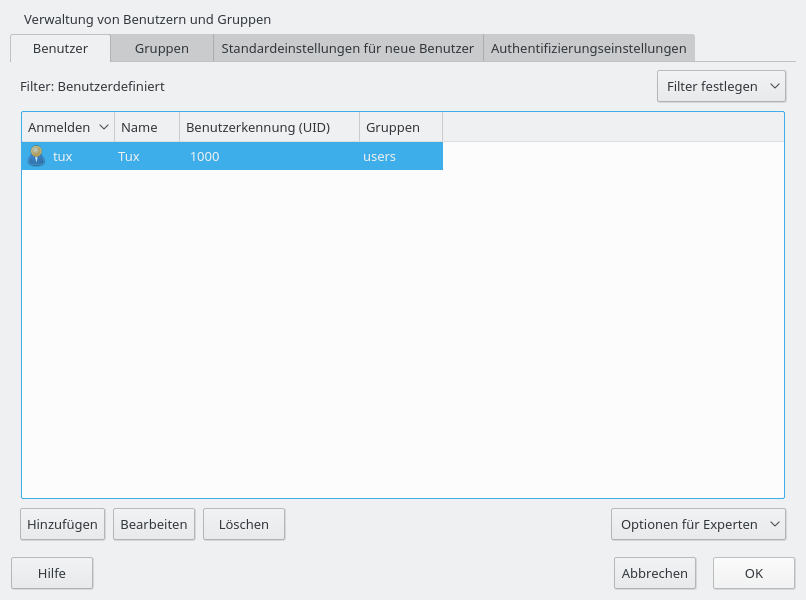 Verwaltung von Benutzern und Gruppen
Benutzer Gruppen Standardeinstellungen für neue Benutzer Authentifizierungseinstellungen
Filter: Benutzerdefiniert Filter festlegen
Anmelden Name Benutzerkennung (UID) Gruppen
tux Tux 1000 users
Hinzufügen Bearbeiten Löschen Optionen für Experten
Hilfe Abbrechen OK